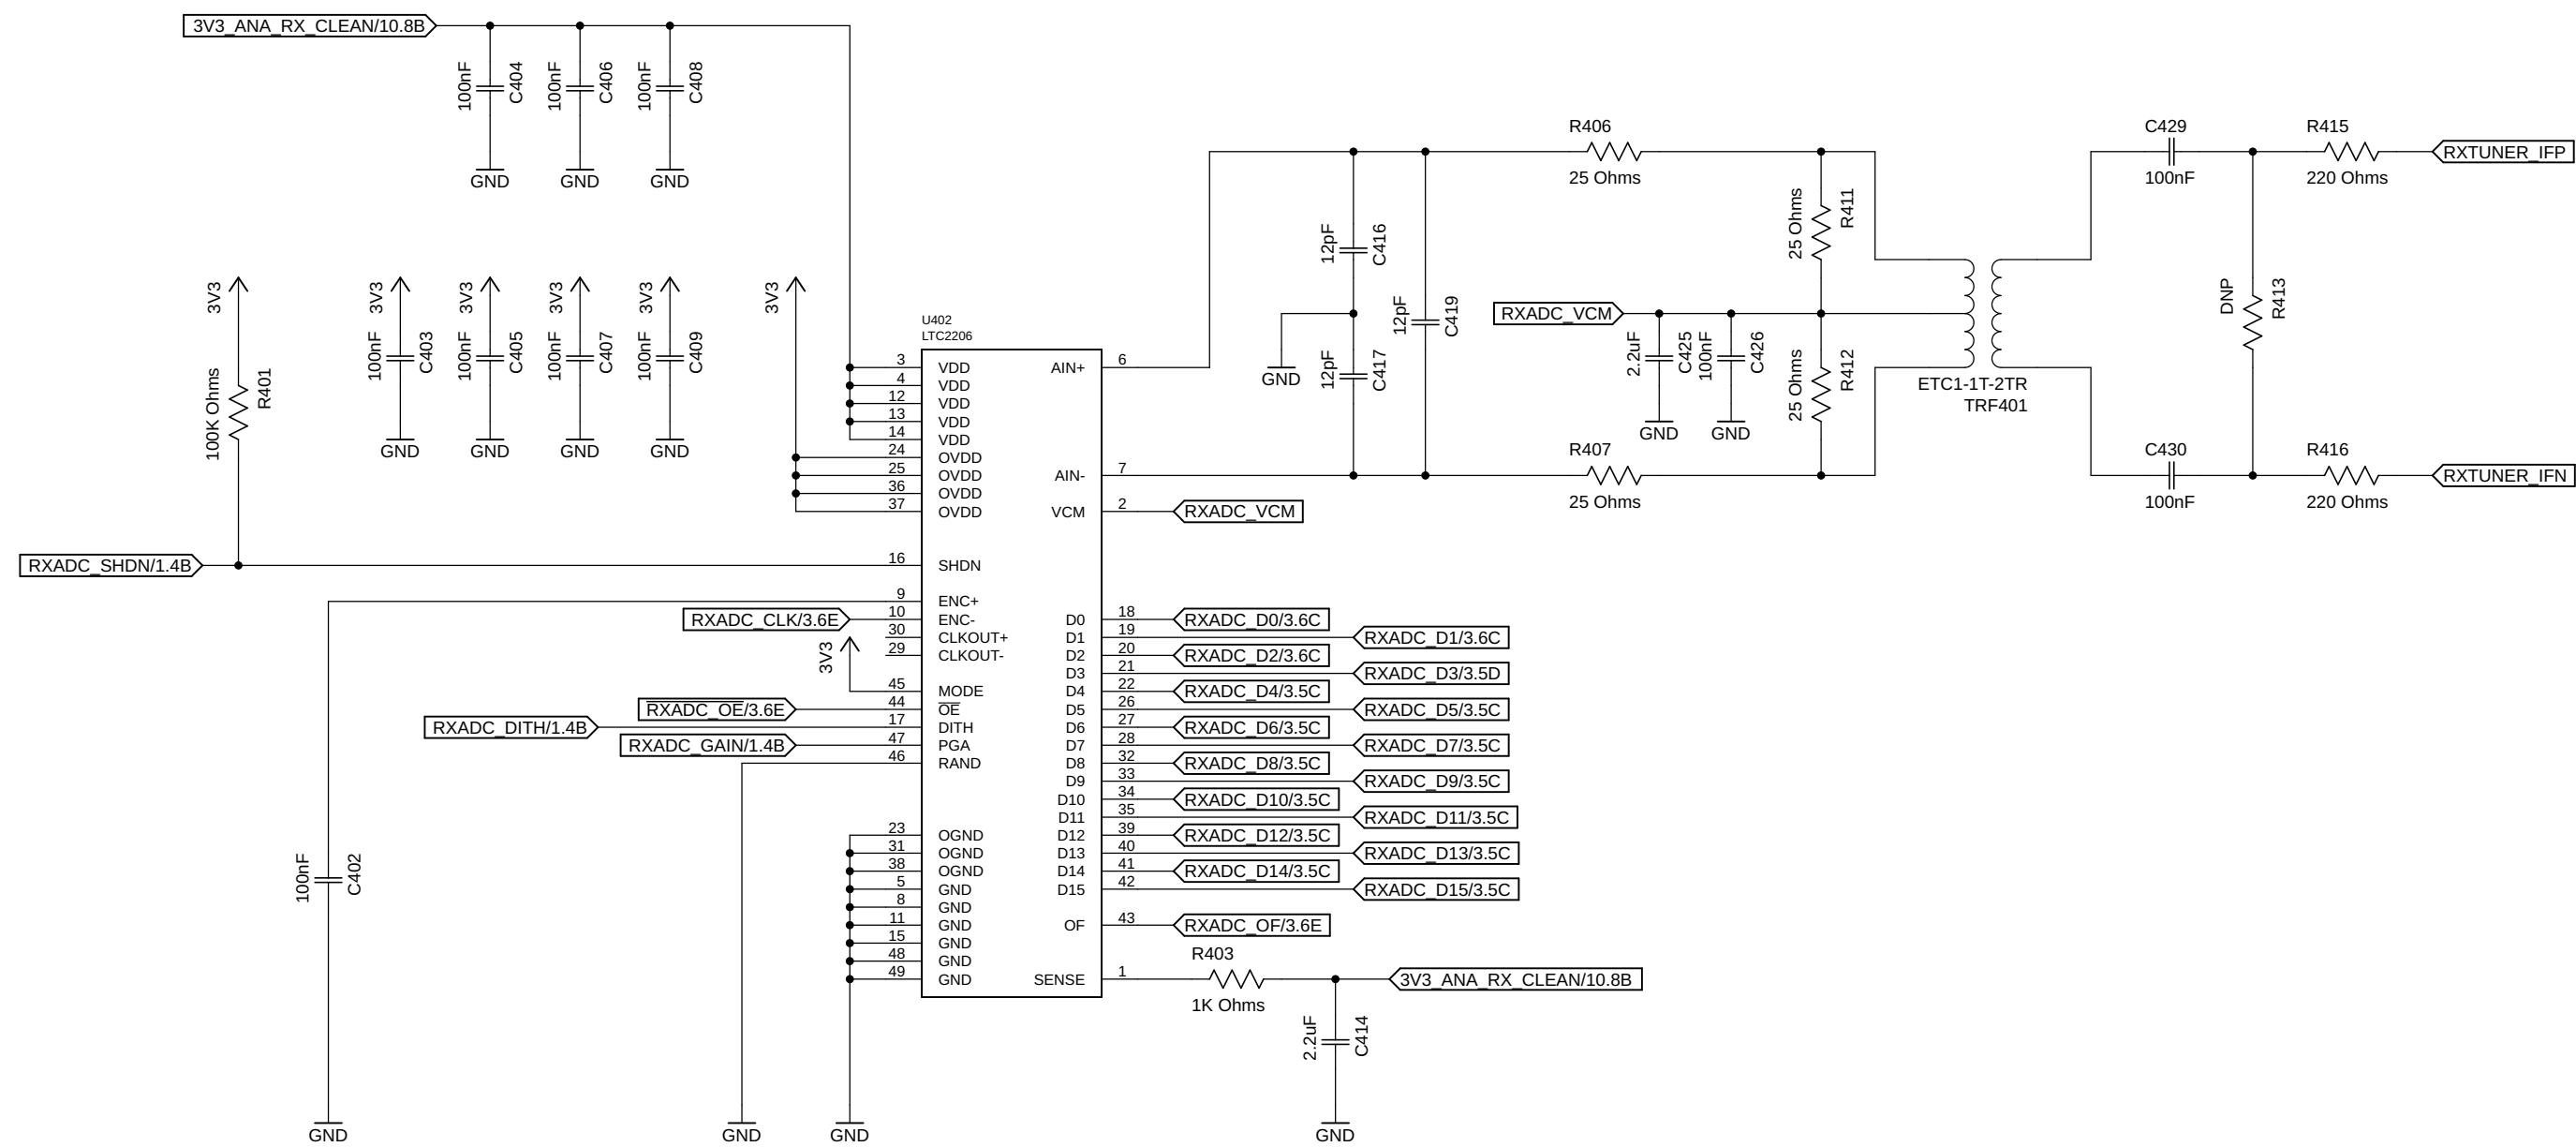 3V3_ANA_RX_CLEAN/10.8B
100nF
C404
100nF
C406
100nF
C408
GND
GND
GND
3V3
100K Ohms
R401
3V3
100nF
C403
3V3
100nF
C405
3V3
100nF
C407
3V3
100nF
C409
3V3
GND
GND
GND
GND
RXADC_SHDN/1.4B
RXADC_CLK/3.6E
3V3
RXADC_OE/3.6E
RXADC_DITH/1.4B
RXADC_GAIN/1.4B
100nF
C402
GND
GND
GND
U402
LTC2206
3 VDD
4 VDD
12 VDD
13 VDD
14 VDD
24 OVDD
25 OVDD
36 OVDD
37 OVDD
16 SHDN
9 ENC+
10 ENC-
30 CLKOUT+
29 CLKOUT-
45 MODE
44 OE
17 DITH
47 PGA
46 RAND
23 OGND
31 OGND
38 OGND
5 GND
8 GND
11 GND
15 GND
48 GND
49 GND
AIN+ 6
AIN- 7
VCM 2 RXADC_VCM
D0 18 RXADC_D0/3.6C
D1 19 RXADC_D1/3.6C
D2 20 RXADC_D2/3.6C
D3 21 RXADC_D3/3.5D
D4 22 RXADC_D4/3.5C
D5 26 RXADC_D5/3.5C
D6 27 RXADC_D6/3.5C
D7 28 RXADC_D7/3.5C
D8 32 RXADC_D8/3.5C
D9 33 RXADC_D9/3.5C
D10 34 RXADC_D10/3.5C
D11 35 RXADC_D11/3.5C
D12 39 RXADC_D12/3.5C
D13 40 RXADC_D13/3.5C
D14 41 RXADC_D14/3.5C
D15 42 RXADC_D15/3.5C
OF 43 RXADC_OF/3.6E
SENSE 1
R403
1K Ohms
3V3_ANA_RX_CLEAN/10.8B
2.2uF
C414
GND
12pF
C416
GND
12pF
C417
12pF
C419
R406
25 Ohms
R407
25 Ohms
RXADC_VCM
2.2uF
C425
GND
100nF
C426
GND
25 Ohms
R411
25 Ohms
R412
ETC1-1T-2TR
TRF401
C429
100nF
C430
100nF
DNP
R413
R415
220 Ohms
RXTUNER_IFP
R416
220 Ohms
RXTUNER_IFN